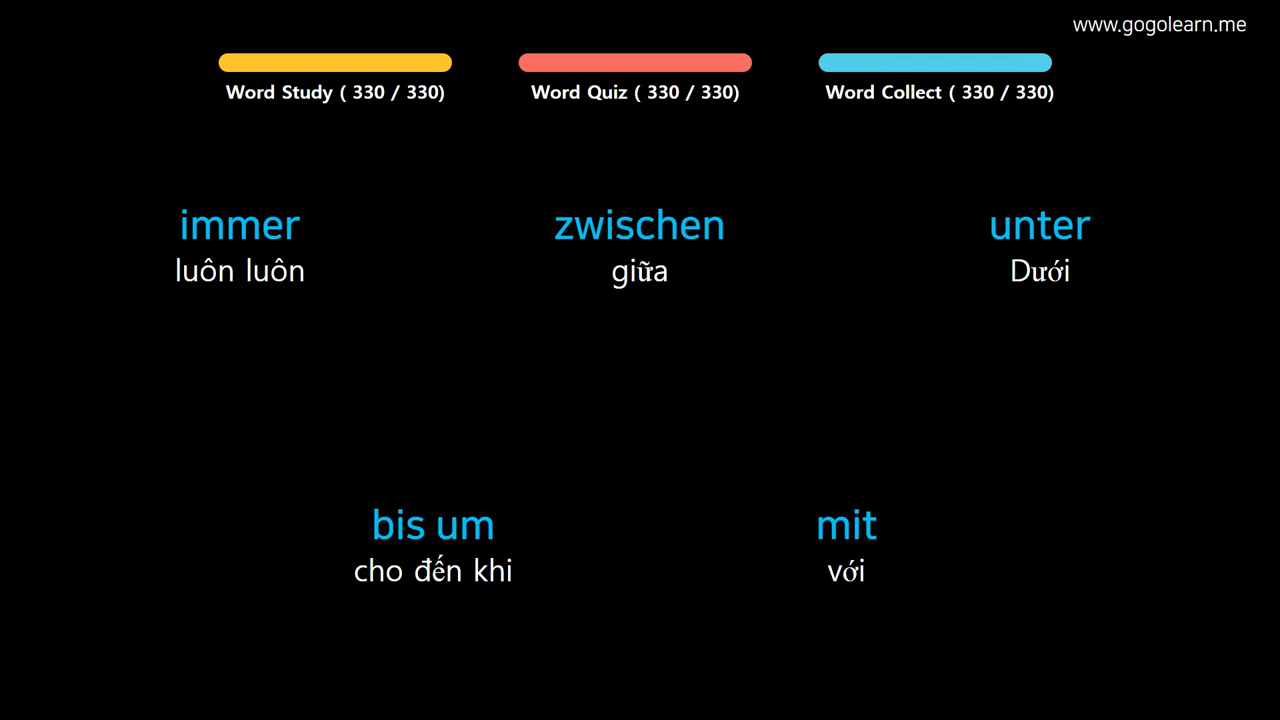 www.gogolearn.me
Word Study ( 330 / 330)
Word Quiz ( 330 / 330)
Word Collect ( 330 / 330)
immer
luôn luôn
zwischen
giữa
unter
Dưới
bis um
cho đến khi
mit
với